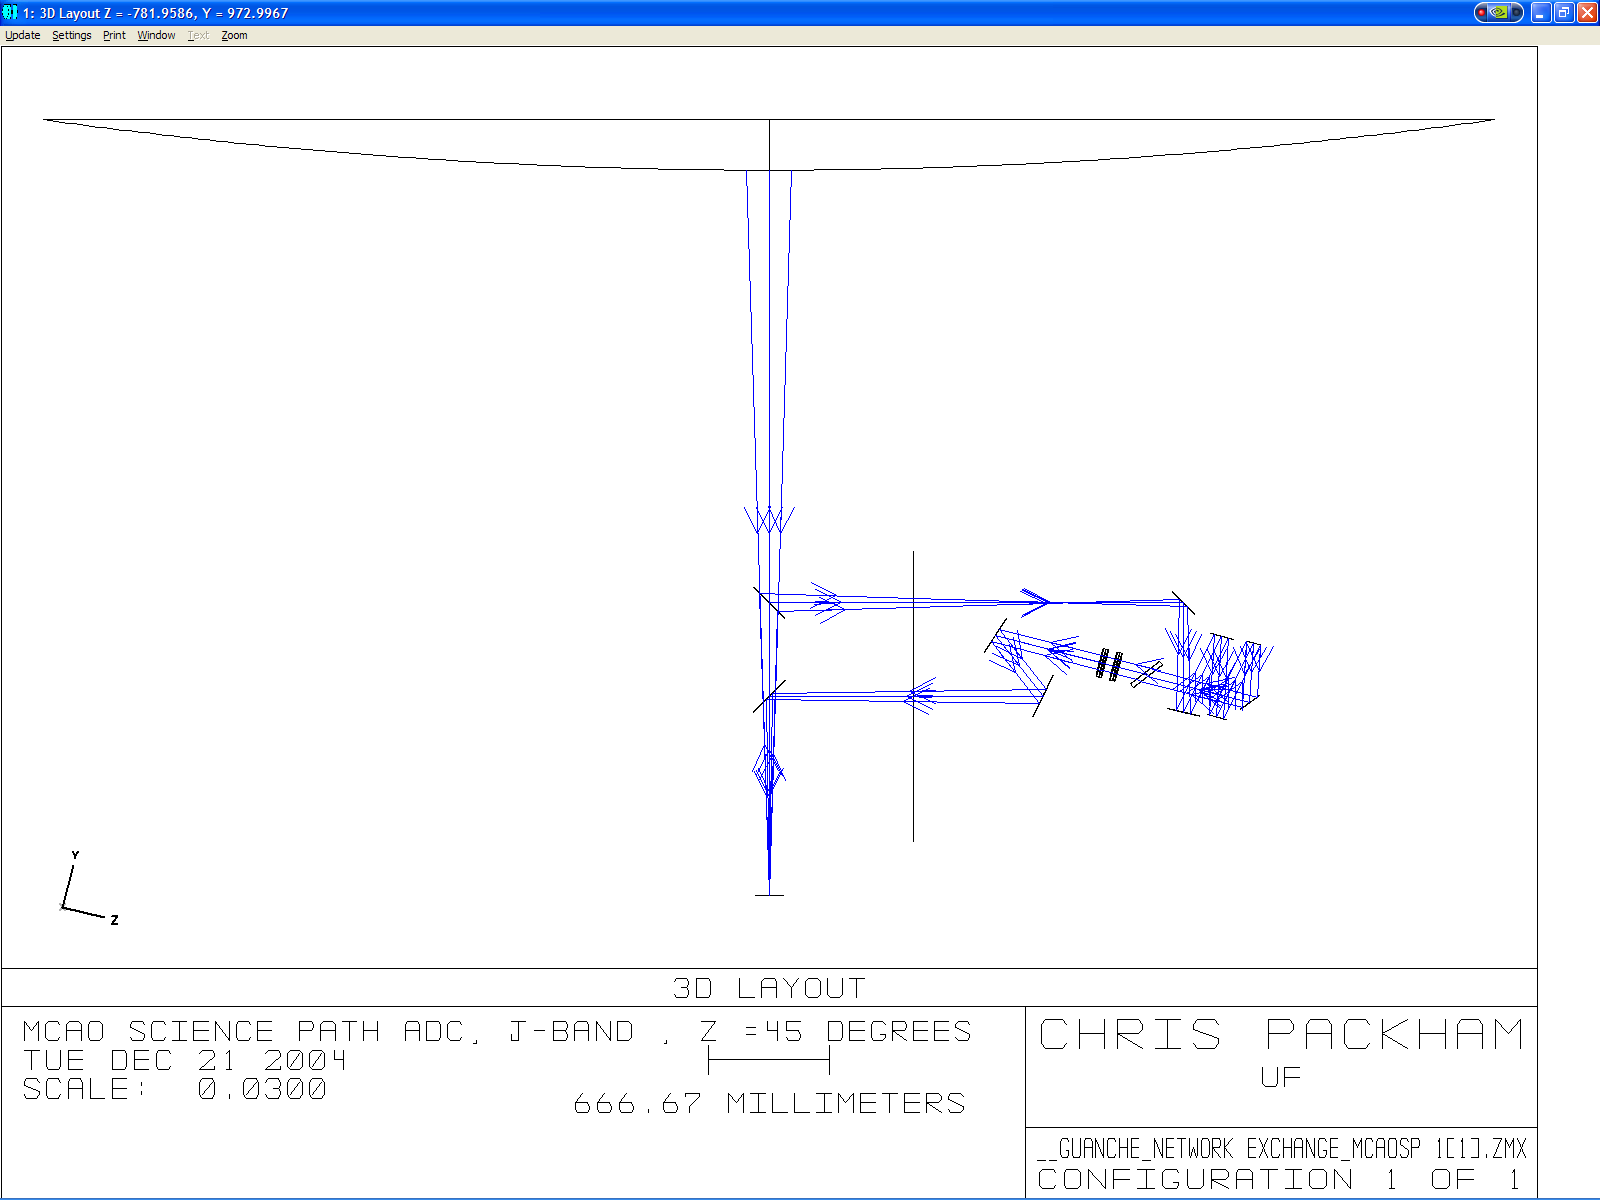 1: 3D Layout Z = -781.9586, Y = 972.9967
Update Settings Print Window Text Zoom
Y
Z
3D LAYOUT
MCAO SCIENCE PATH ADC, J-BAND , Z =45 DEGREES
TUE DEC 21 2004
SCALE: 0.0300
666.67 MILLIMETERS
CHRIS PACKHAM
UF
__GUANCHE_NETWORK EXCHANGE_MCAOSP 1[1].ZMX
CONFIGURATION 1 OF 1